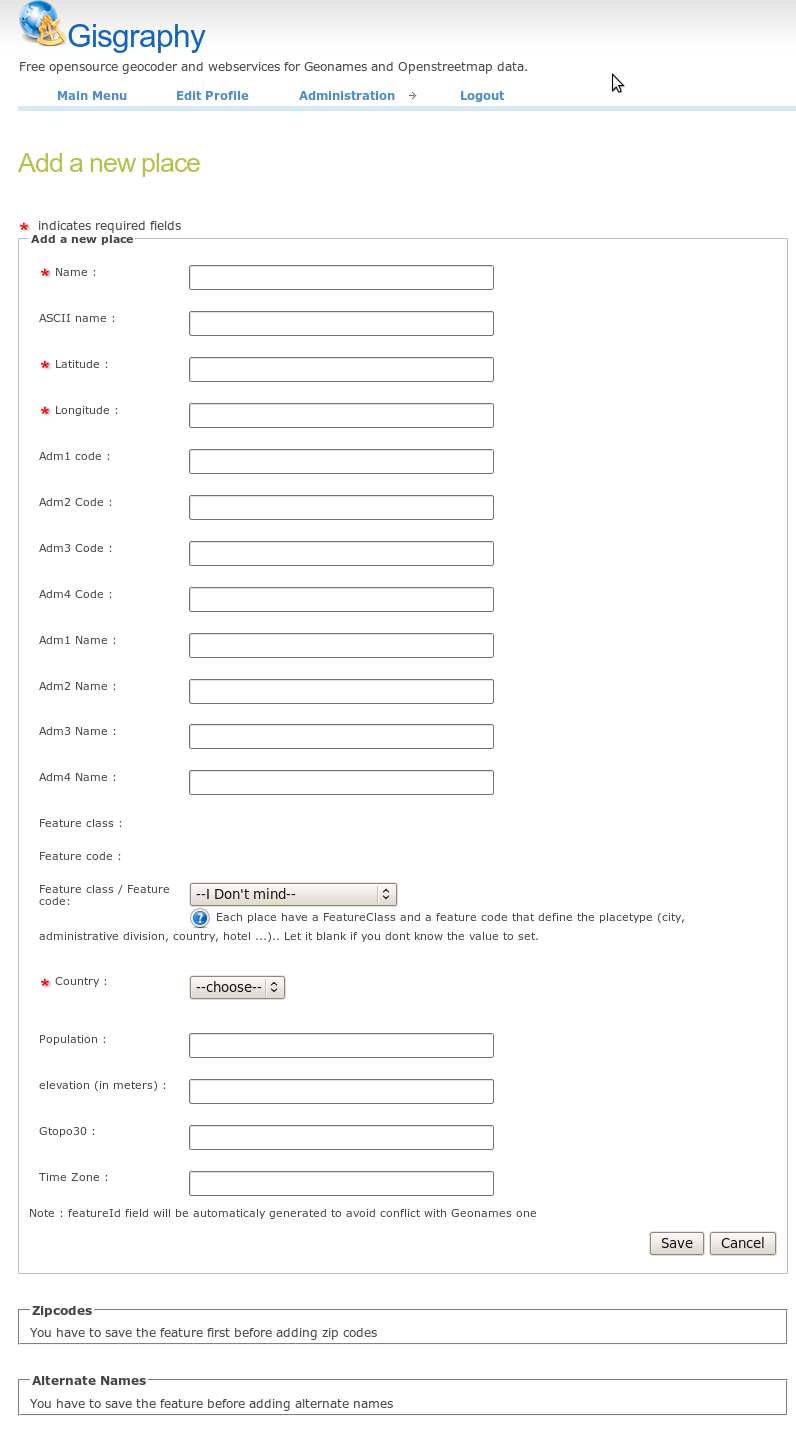 Gisgraphy
Free opensource geocoder and webservices for Geonames and Openstreetmap data.
Main Menu Edit Profile Administration → Logout
Add a new place
* indicates required fields
Add a new place
* Name :
ASCII name :
* Latitude :
* Longitude :
Adm1 code :
Adm2 Code :
Adm3 Code :
Adm4 Code :
Adm1 Name :
Adm2 Name :
Adm3 Name :
Adm4 Name :
Feature class :
Feature code :
Feature class / Feature
code:
--I Don't mind--
? Each place have a FeatureClass and a feature code that define the placetype (city,
administrative division, country, hotel ...).. Let it blank if you dont know the value to set.
* Country :
--choose--
Population :
elevation (in meters) :
Gtopo30 :
Time Zone :
Note : featureId field will be automaticaly generated to avoid conflict with Geonames one
Save Cancel
Zipcodes
You have to save the feature first before adding zip codes
Alternate Names
You have to save the feature before adding alternate names